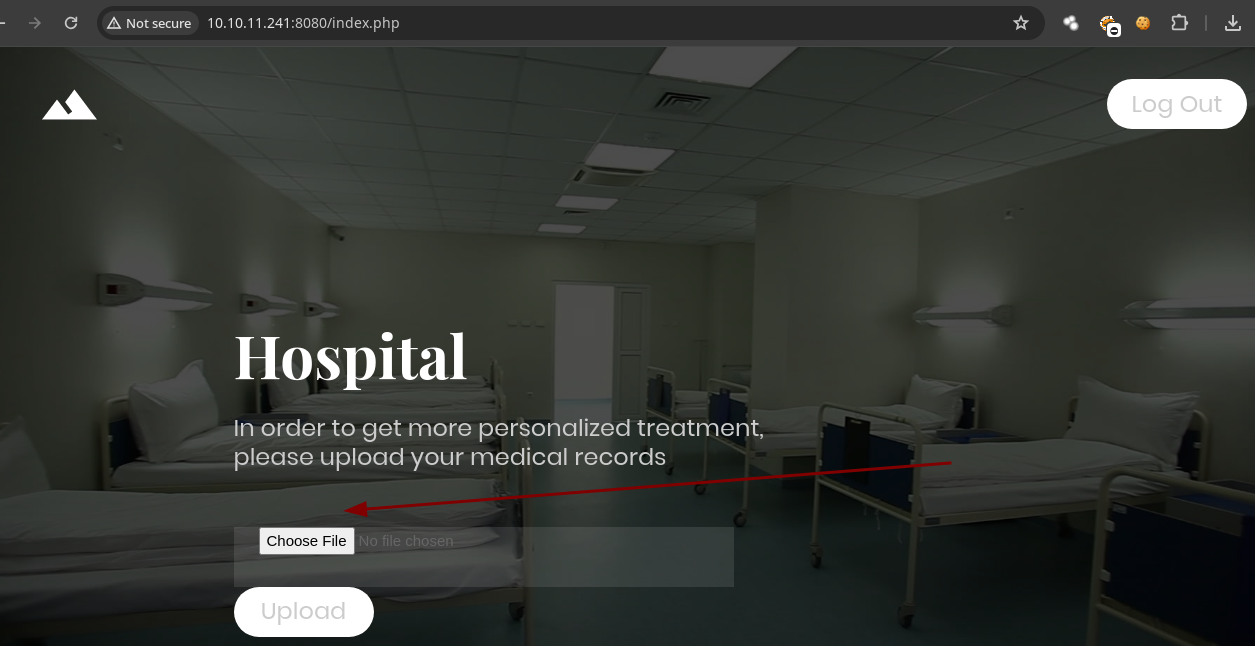 Not secure
10.10.11.241:8080/index.php
Log Out
Hospital
In order to get more personalized treatment,
please upload your medical records
Choose File No file chosen
Upload